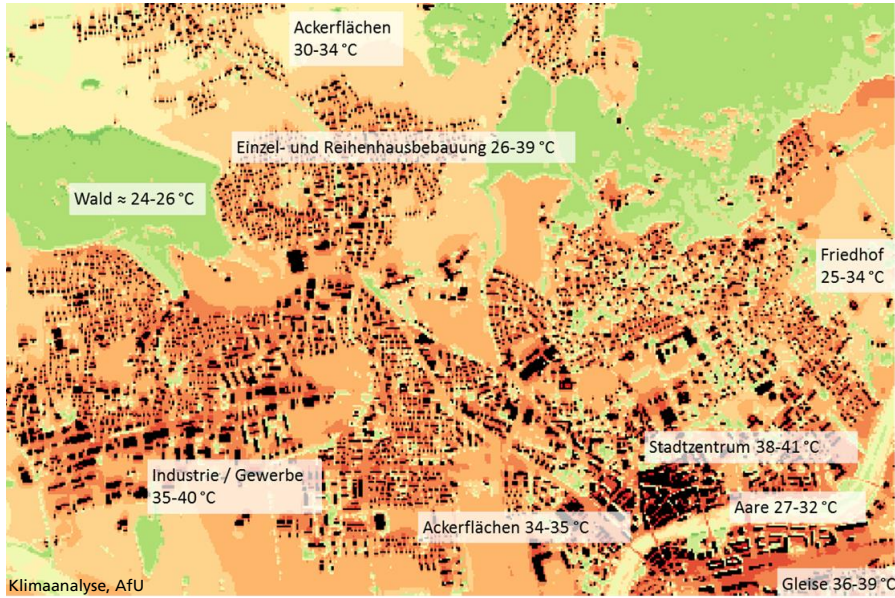 Ackerflächen
30-34 °C
Einzel- und Reihenhausbebauung 26-39 °C
Wald ≈ 24-26 °C
Friedhof
25-34 °C
Stadtzentrum 38-41 °C
Industrie / Gewerbe
35-40 °C
Aare 27-32 °C
Ackerflächen 34-35 °C
Gleise 36-39 °C
Klimaanalyse, AfU